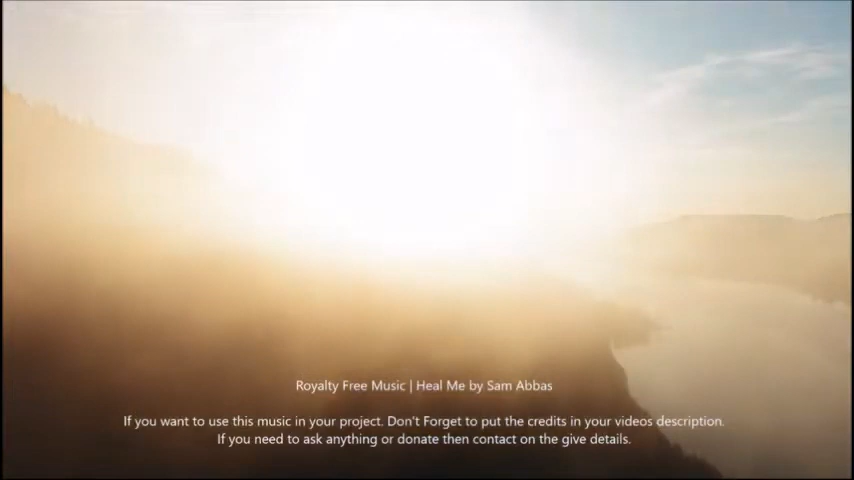 Royalty Free Music | Heal Me by Sam Abbas
If you want to use this music in your project. Don't Forget to put the credits in your videos description.
If you need to ask anything or donate then contact on the give details.